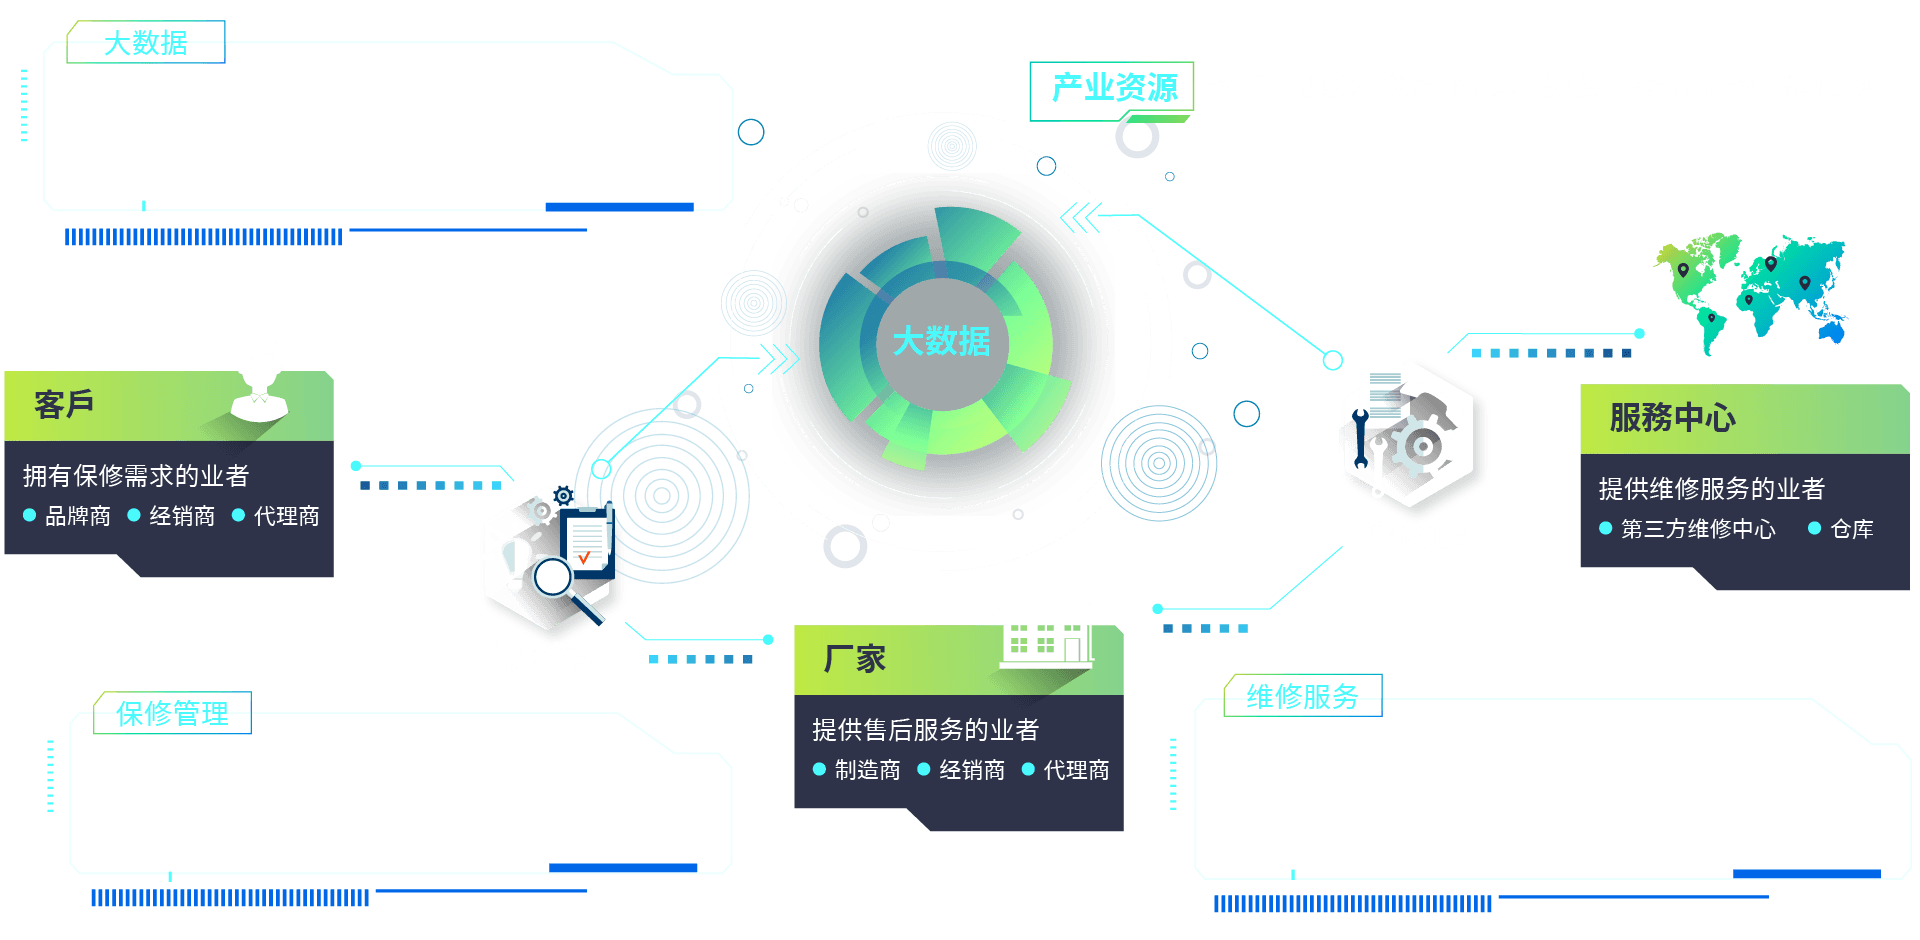 大数据
产业资源
大数据
客戶
拥有保修需求的业者
品牌商 经销商 代理商
服務中心
提供维修服务的业者
第三方维修中心 仓库
厂家
提供售后服务的业者
制造商 经销商 代理商
保修管理
维修服务